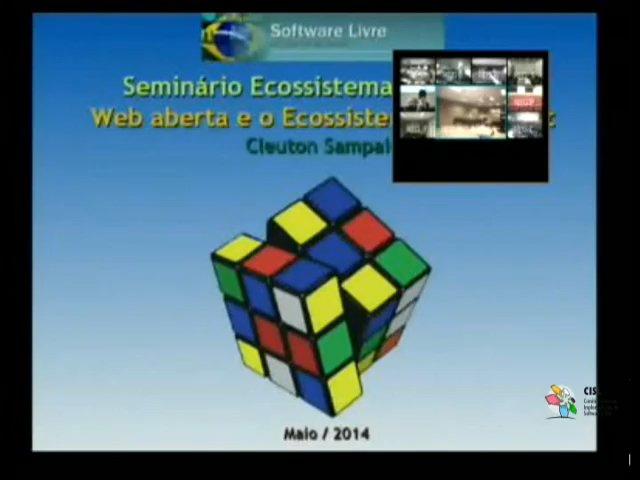 Software Livre
Seminário Ecossistema
Web aberta e o Ecossiste
Cleuton Sampai
Maio / 2014
CIS